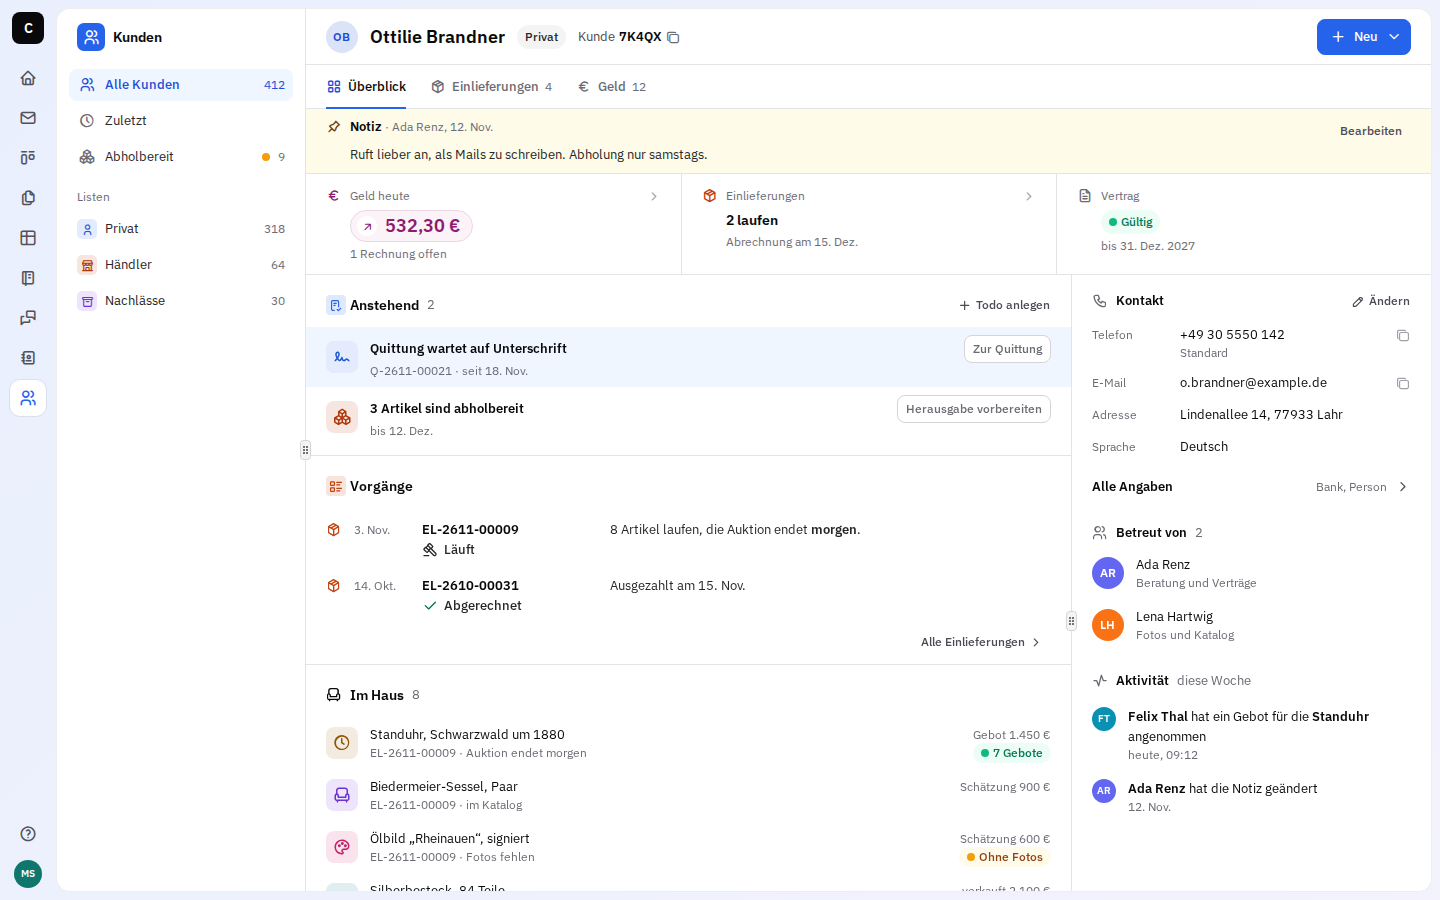 C
Kunden
Alle Kunden 412
Zuletzt
Abholbereit 9
Listen
Privat 318
Händler 64
Nachlässe 30
MS
OB Ottilie Brandner Privat Kunde 7K4QX
Neu
Überblick Einlieferungen 4 € Geld 12
Notiz · Ada Renz, 12. Nov.
Bearbeiten
Ruft lieber an, als Mails zu schreiben. Abholung nur samstags.
€ Geld heute
532,30 €
1 Rechnung offen
Einlieferungen
2 laufen
Abrechnung am 15. Dez.
Vertrag
Gültig
bis 31. Dez. 2027
Anstehend 2
Todo anlegen
Quittung wartet auf Unterschrift
Zur Quittung
Q-2611-00021 · seit 18. Nov.
3 Artikel sind abholbereit
Herausgabe vorbereiten
bis 12. Dez.
Vorgänge
3. Nov. EL-2611-00009 8 Artikel laufen, die Auktion endet morgen.
Läuft
14. Okt. EL-2610-00031 Ausgezahlt am 15. Nov.
Abgerechnet
Alle Einlieferungen
Im Haus 8
Standuhr, Schwarzwald um 1880 Gebot 1.450 €
EL-2611-00009 · Auktion endet morgen 7 Gebote
Biedermeier-Sessel, Paar Schätzung 900 €
EL-2611-00009 · im Katalog
Ölbild „Rheinauen“, signiert Schätzung 600 €
EL-2611-00009 · Fotos fehlen Ohne Fotos
Silberbesteck, 84 Teile verkauft 2.100 €
Kontakt Ändern
Telefon +49 30 5550 142
Standard
E-Mail o.brandner@example.de
Adresse Lindenallee 14, 77933 Lahr
Sprache Deutsch
Alle Angaben Bank, Person
Betreut von 2
AR Ada Renz
Beratung und Verträge
LH Lena Hartwig
Fotos und Katalog
Aktivität diese Woche
FT Felix Thal hat ein Gebot für die Standuhr
angenommen
heute, 09:12
AR Ada Renz hat die Notiz geändert
12. Nov.